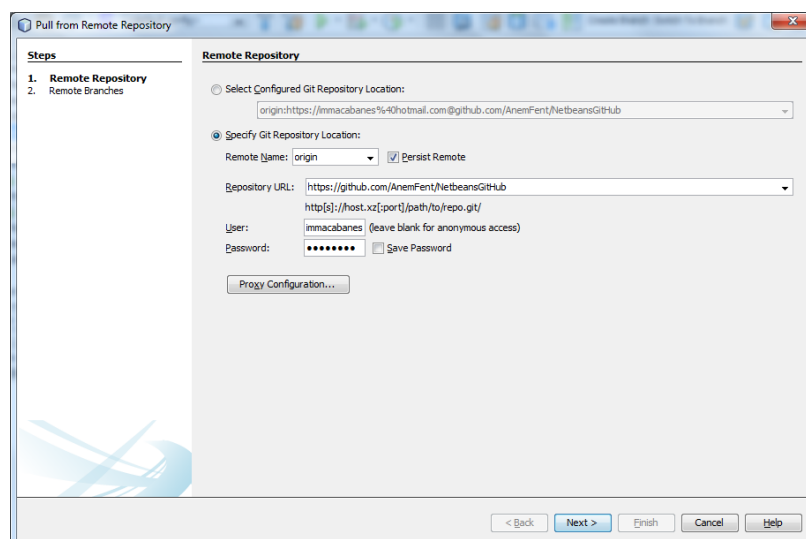 Pull from Remote Repository
Steps
1. Remote Repository
2. Remote Branches
Remote Repository
Select Configured Git Repository Location:
origin:https://immacabanes%40hotmail.com@github.com/AnemFent/NetbeansGitHub
Specify Git Repository Location:
Remote Name: origin Persist Remote
Repository URL: https://github.com/AnemFent/NetbeansGitHub
http[s]://host.xz[:port]/path/to/repo.git/
User: immacabanes (leave blank for anonymous access)
Password: ●●●●●●●● Save Password
Proxy Configuration...
< Back Next > Finish Cancel Help